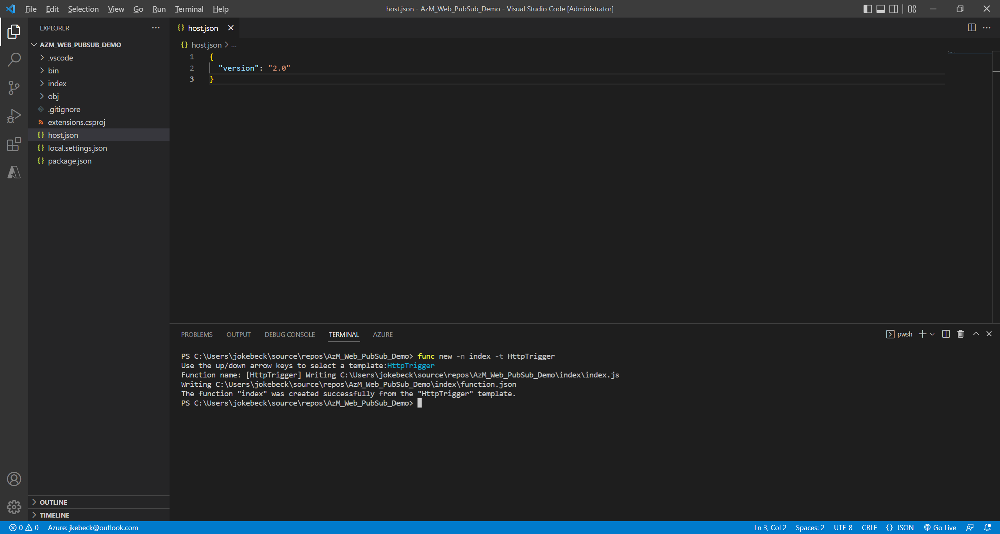 File Edit Selection View Go Run Terminal Help
host.json - AzM_Web_PubSub_Demo - Visual Studio Code [Administrator]
EXPLORER
AZM_WEB_PUBSUB_DEMO
.vscode
bin
index
obj
.gitignore
extensions.csproj
host.json
local.settings.json
package.json
OUTLINE
TIMELINE
{} host.json
{} host.json > ...
1 {
2 "version": "2.0"
3 }
PROBLEMS OUTPUT DEBUG CONSOLE TERMINAL AZURE
pwsh
PS C:\Users\jokebeck\source\repos\AzM_Web_PubSub_Demo> func new -n index -t HttpTrigger
Use the up/down arrow keys to select a template:HttpTrigger
Function name: [HttpTrigger] Writing C:\Users\jokebeck\source\repos\AzM_Web_PubSub_Demo\index\index.js
Writing C:\Users\jokebeck\source\repos\AzM_Web_PubSub_Demo\index\function.json
The function "index" was created successfully from the "HttpTrigger" template.
PS C:\Users\jokebeck\source\repos\AzM_Web_PubSub_Demo>
0 0 Azure: jkebeck@outlook.com
Ln 3, Col 2 Spaces: 2 UTF-8 CRLF {} JSON Go Live